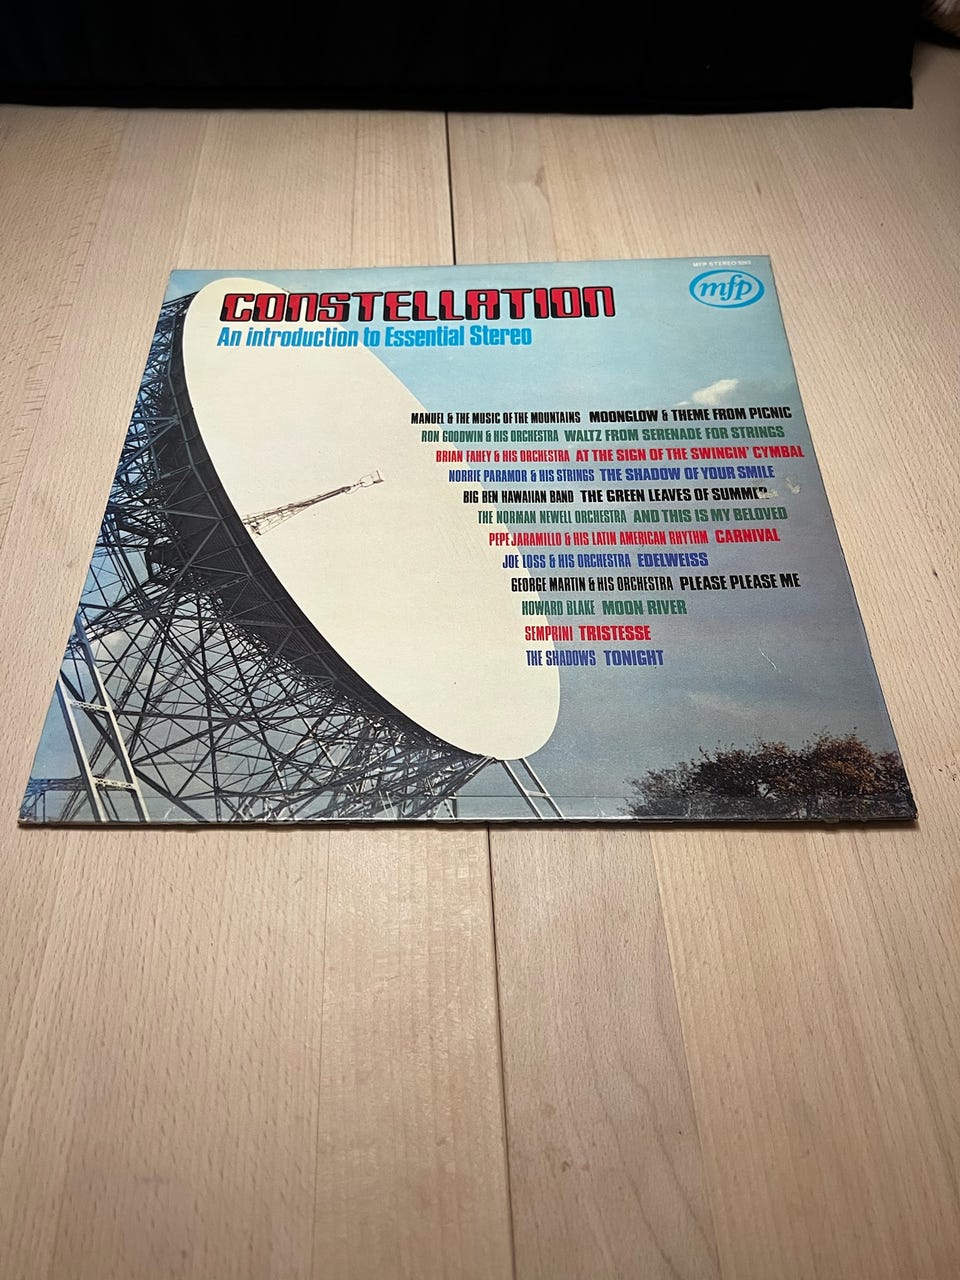 MFP STEREO
mfp
CONSTELLATION
An introduction to Essential Stereo
MANUEL & THE MUSIC OF THE MOUNTAINS MOONGLOW & THEME FROM PICNIC
RON GOODWIN & HIS ORCHESTRA WALTZ FROM SERENADE FOR STRINGS
BRIAN FAHEY & HIS ORCHESTRA AT THE SIGN OF THE SWINGIN' CYMBAL
NORRIE PARAMOR & HIS STRINGS THE SHADOW OF YOUR SMILE
BIG BEN HAWAIIAN BAND THE GREEN LEAVES OF SUMMER
THE NORMAN NEWELL ORCHESTRA AND THIS IS MY BELOVED
PEPE JARAMILLO & HIS LATIN AMERICAN RHYTHM CARNIVAL
JOE LOSS & HIS ORCHESTRA EDELWEISS
GEORGE MARTIN & HIS ORCHESTRA PLEASE PLEASE ME
HOWARD BLAKE MOON RIVER
SEMPRINI TRISTESSE
THE SHADOWS TONIGHT